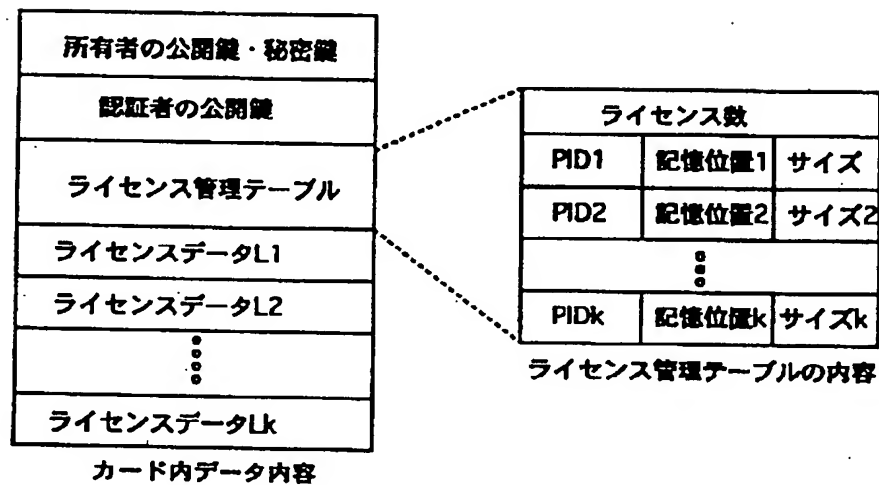 所有者の公開鍵・秘密鍵
認証者の公開鍵
ライセンス管理テーブル
ライセンスデータL1
ライセンスデータL2
ライセンスデータLk
カード内データ内容
ライセンス数
PID1 記憶位置1 サイズ
PID2 記憶位置2 サイズ2
PIDk 記憶位置k サイズk
ライセンス管理テーブルの内容